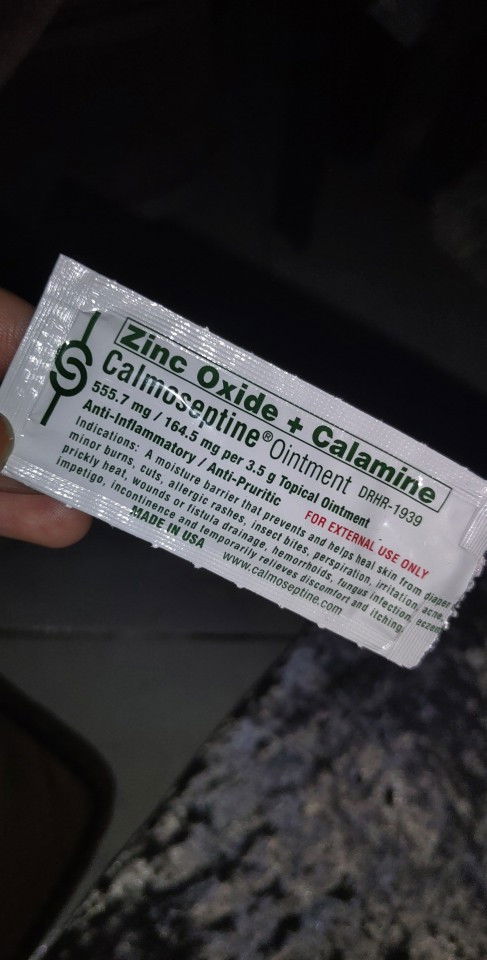 Zinc Oxide + Calamine
Calmoseptine® Ointment DRHR-1939
555.7 mg / 164.5 mg per 3.5 g Topical Ointment
Anti-Inflammatory / Anti-Pruritic FOR EXTERNAL USE ONLY
Indications: A moisture barrier that prevents and helps heal skin from diaper
minor burns, cuts, allergic rashes, insect bites, perspiration, irritation, acne,
prickly heat, wounds or fistula drainage, hemorrhoids, fungus infection,
impetigo, incontinence and temporarily relieves discomfort and itching.
MADE IN USA www.calmoseptine.com